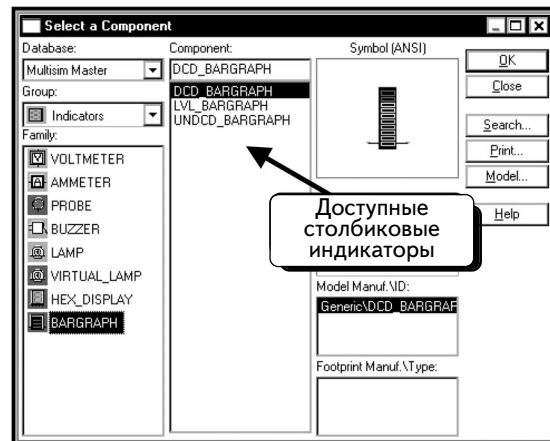 Select a Component
Database:
Multisim Master
Group:
Indicators
Family:
VOLTMETER
AMMETER
PROBE
BUZZER
LAMP
VIRTUAL_LAMP
HEX_DISPLAY
BARGRAPH
Component:
DCD_BARGRAPH
DCD_BARGRAPH
LVL_BARGRAPH
UNDCD_BARGRAPH
Доступные
столбиковые
индикаторы
Symbol (ANSI)
Model Manuf.\ID:
Generic\DCD_BARGRAF
Footprint Manuf.\Type:
OK
Close
Search...
Print...
Model...
Help